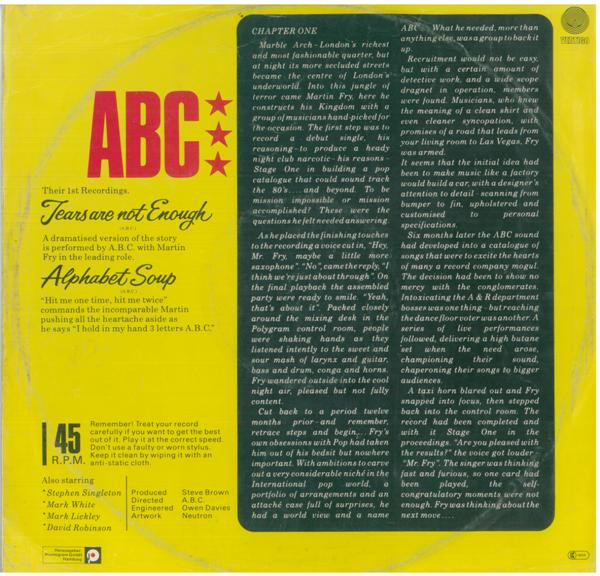 ABC
Their 1st Recordings.
Tears are not Enough
(A.B.C.)
A dramatised version of the story
is performed by A.B.C. with Martin
Fry in the leading role.
Alphabet Soup
(A.B.C.)
"Hit me one time, hit me twice"
commands the incomparable Martin
pushing all the heartache aside as
he says "I hold in my hand 3 letters A.B.C."
45
R.P.M.
Remember! Treat your record
carefully if you want to get the best
out of it. Play it at the correct speed.
Don't use a faulty or worn stylus.
Keep it clean by wiping it with an
anti-static cloth.
Also starring
*Stephen Singleton
*Mark White
*Mark Lickley
*David Robinson
Produced Steve Brown
Directed A.B.C.
Engineered Owen Davies
Artwork Neutron
Herausgeber
Phonogram GmbH
Hamburg
CHAPTER ONE
Marble Arch-London's richest
and most fashionable quarter, but
at night its more secluded streets
became the centre of London's
underworld. Into this jungle of
terror came Martin Fry, here he
constructs his Kingdom with a
group of musicians hand-picked for
the occasion. The first step was to
record a debut single, his
reasoning-to produce a heady
night club narcotic-his reasons-
Stage One in building a pop
catalogue that could sound track
the 80's.... and beyond. To be
mission impossible or mission
accomplished? These were the
questions he felt needed answering.
As he placed the finishing touches
to the recording a voice cut in, "Hey,
Mr. Fry, maybe a little more
saxophone". "No", came the reply, "I
think we're just about through". On
the final playback the assembled
party were ready to smile. "Yeah,
that's about it". Packed closely
around the mixing desk in the
Polygram control room, people
were shaking hands as they
listened intently to the sweet and
sour mash of larynx and guitar,
bass and drum, conga and horns.
Fry wandered outside into the cool
night air, pleased but not fully
content.
Cut back to a period twelve
months prior-and remember,
retrace steps and begin.... Fry's
own obsessions with Pop had taken
him out of his bedsit but nowhere
important. With ambitions to carve
out a very considerable niché in the
International pop world, a
portfolio of arrangements and an
attaché case full of surprises, he
had a world view and a name
ABC. What he needed, more than
anything else, was a group to back it
up.
Recruitment would not be easy,
but with a certain amount of
detective work, and a wide scope
dragnet in operation, members
were found. Musicians, who knew
the meaning of a clean shirt and
even cleaner syncopation, with
promises of a road that leads from
your living room to Las Vegas, Fry
was armed.
It seems that the initial idea had
been to make music like a factory
would build a car, with a designer's
attention to detail-scanning from
bumper to fin, upholstered and
customised to personal
specifications.
Six months later the ABC sound
had developed into a catalogue of
songs that were to excite the hearts
of many a record company mogul.
The decision had been to show no
mercy with the conglomerates.
Intoxicating the A & R department
bosses was one thing-but reaching
the dance floor voter was another. A
series of live performances
followed, delivering a high butane
set when the need arose,
championing their sound,
chaperoning their songs to bigger
audiences.
A taxi horn blared out and Fry
snapped into focus, then stepped
back into the control room. The
record had been completed and
with it Stage One in the
proceedings. "Are you pleased with
the results?" the voice got louder
"Mr. Fry". The singer was thinking
fast and furious, so one card had
been played, the self-
congratulatory moments were not
enough. Fry was thinking about the
next move....
VERTIGO